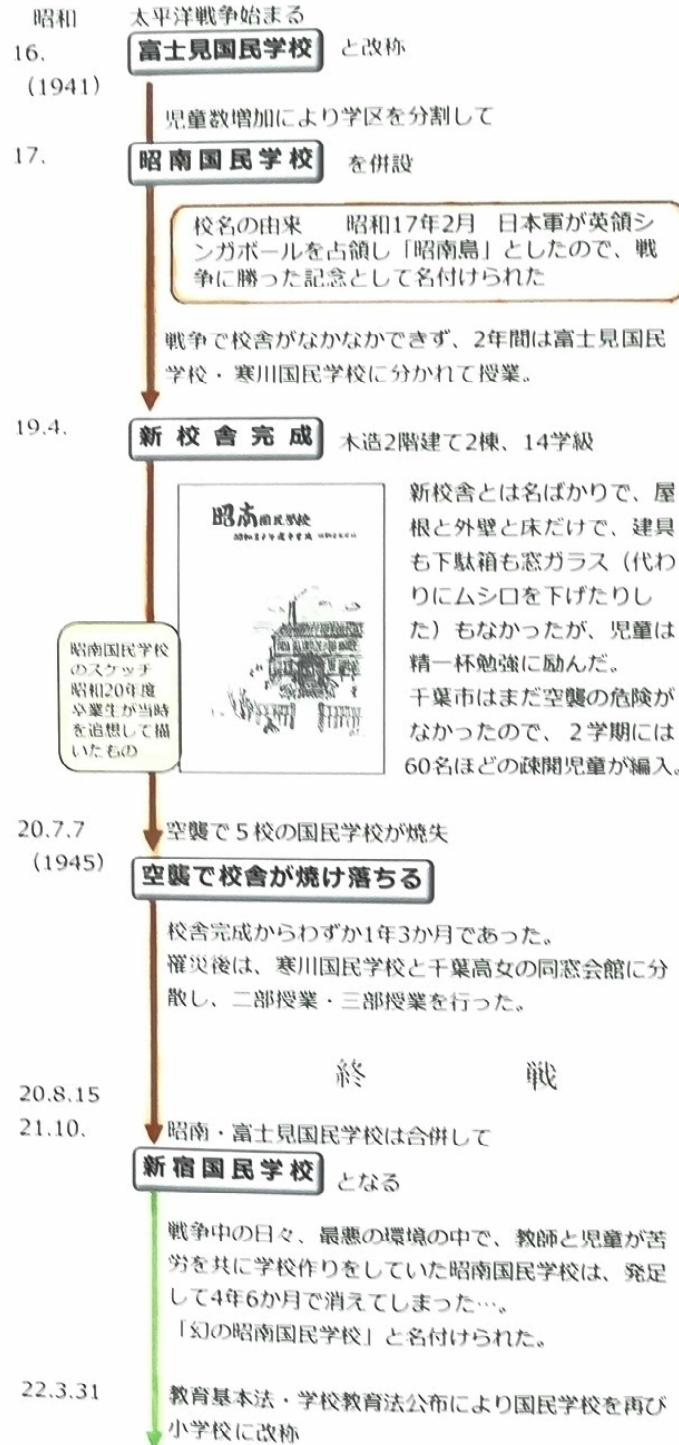 昭和 太平洋戦争始まる
16. 富士見国民学校 と改称
(1941)
児童数増加により学区を分割して
17. 昭南国民学校 を併設
校名の由来 昭和17年2月 日本軍が英領シ
ンガポールを占領し「昭南島」としたので、戦
争に勝った記念として名付けられた
戦争で校舎がなかなかできず、2年間は富士見国民
学校・寒川国民学校に分かれて授業。
19.4. 新校舎完成 木造2階建て2棟、14学級
昭南国民学校
新校舎とは名ばかりで、屋
根と外壁と床だけで、建具
も下駄箱も窓ガラス（代わ
りにムシロを下げたりし
た）もなかったが、児童は
精一杯勉強に励んだ。
千葉市はまだ空襲の危険が
なかったので、２学期には
60名ほどの疎開児童が編入。
昭南国民学校
のスケッチ
昭和20年度
卒業生が当時
を追想して描
いたもの
20.7.7 空襲で５校の国民学校が焼失
(1945) 空襲で校舎が焼け落ちる
校舎完成からわずか1年3か月であった。
罹災後は、寒川国民学校と千葉高女の同窓会館に分
散し、二部授業・三部授業を行った。
終 戦
20.8.15
21.10. 昭南・富士見国民学校は合併して
新宿国民学校 となる
戦争中の日々、最悪の環境の中で、教師と児童が苦
労を共に学校作りをしていた昭南国民学校は、発足
して4年6か月で消えてしまった…。
「幻の昭南国民学校」と名付けられた。
22.3.31 教育基本法・学校教育法公布により国民学校を再び
小学校に改称